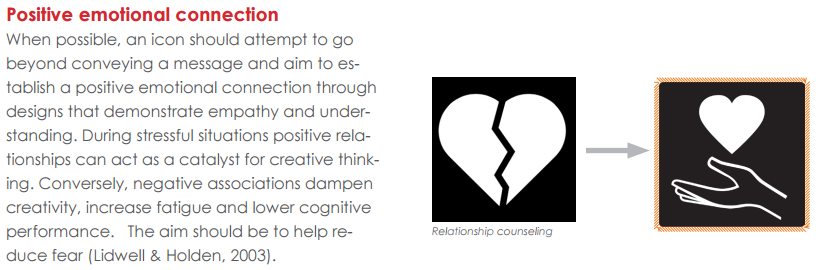 Positive emotional connection
When possible, an icon should attempt to go
beyond conveying a message and aim to es-
tablish a positive emotional connection through
designs that demonstrate empathy and under-
standing. During stressful situations positive rela-
tionships can act as a catalyst for creative think-
ing. Conversely, negative associations dampen
creativity, increase fatigue and lower cognitive
performance.   The aim should be to help re-
duce fear (Lidwell & Holden, 2003).
Relationship counseling